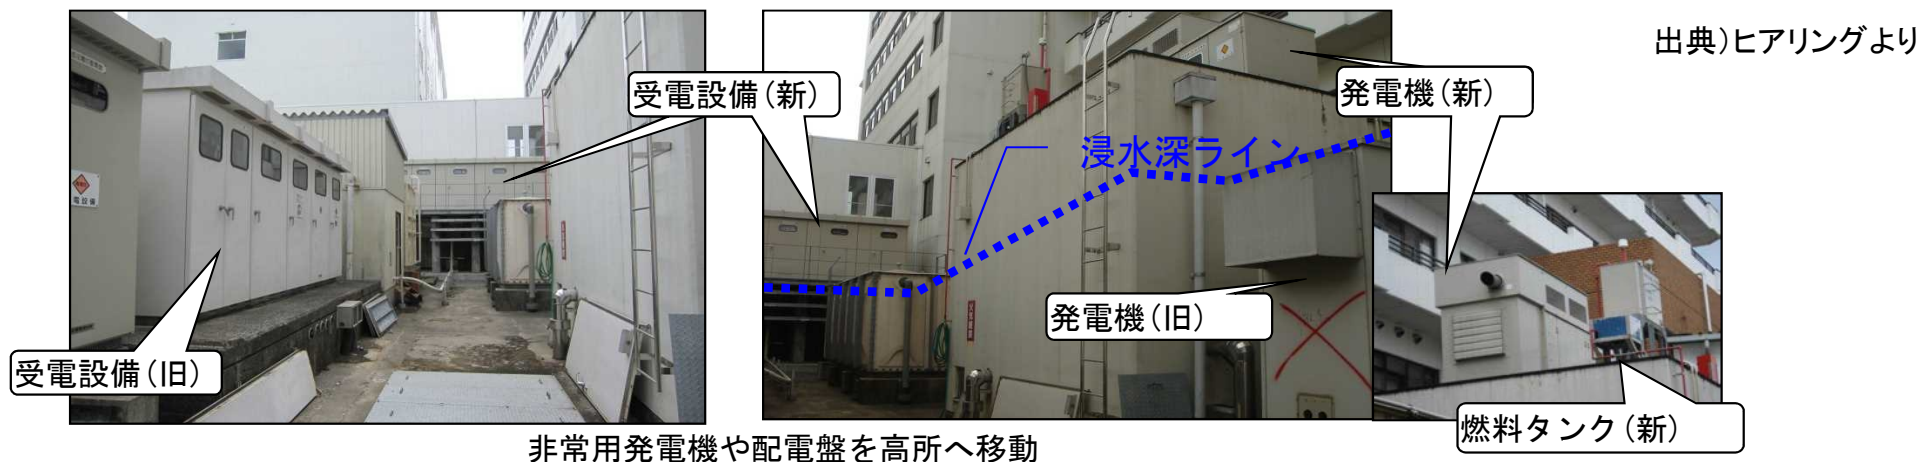 出典)ヒアリングより
受電設備(新)
発電機(新)
浸水深ライン
発電機(旧)
受電設備(旧)
燃料タンク(新)
非常用発電機や配電盤を高所へ移動